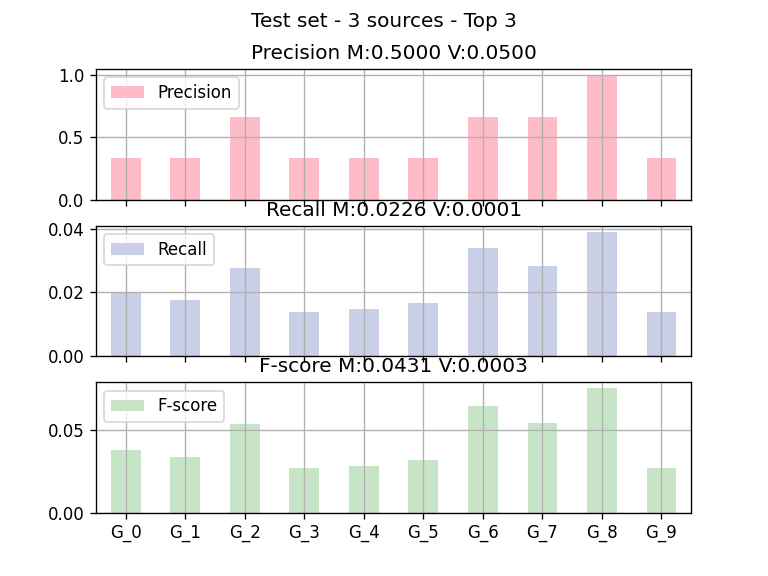 Test set - 3 sources - Top 3
Precision M:0.5000 V:0.0500
1.0
Precision
0.5
0.0
Recall M:0.0226 V:0.0001
0.04
Recall
0.02
0.00
F-score M:0.0431 V:0.0003
F-score
0.05
0.00
G_0 G_1 G_2 G_3 G_4 G_5 G_6 G_7 G_8 G_9